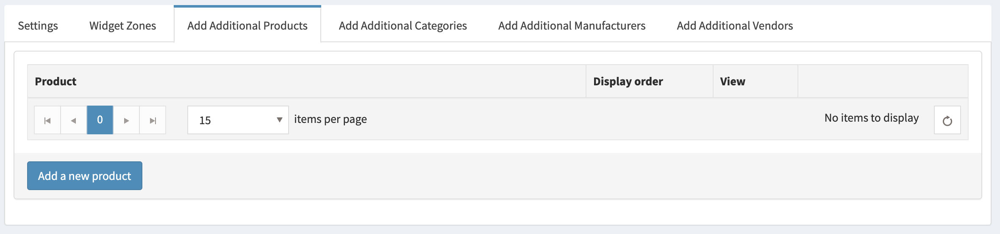 Settings Widget Zones Add Additional Products Add Additional Categories Add Additional Manufacturers Add Additional Vendors
Product Display order View
0 15 items per page No items to display
Add a new product